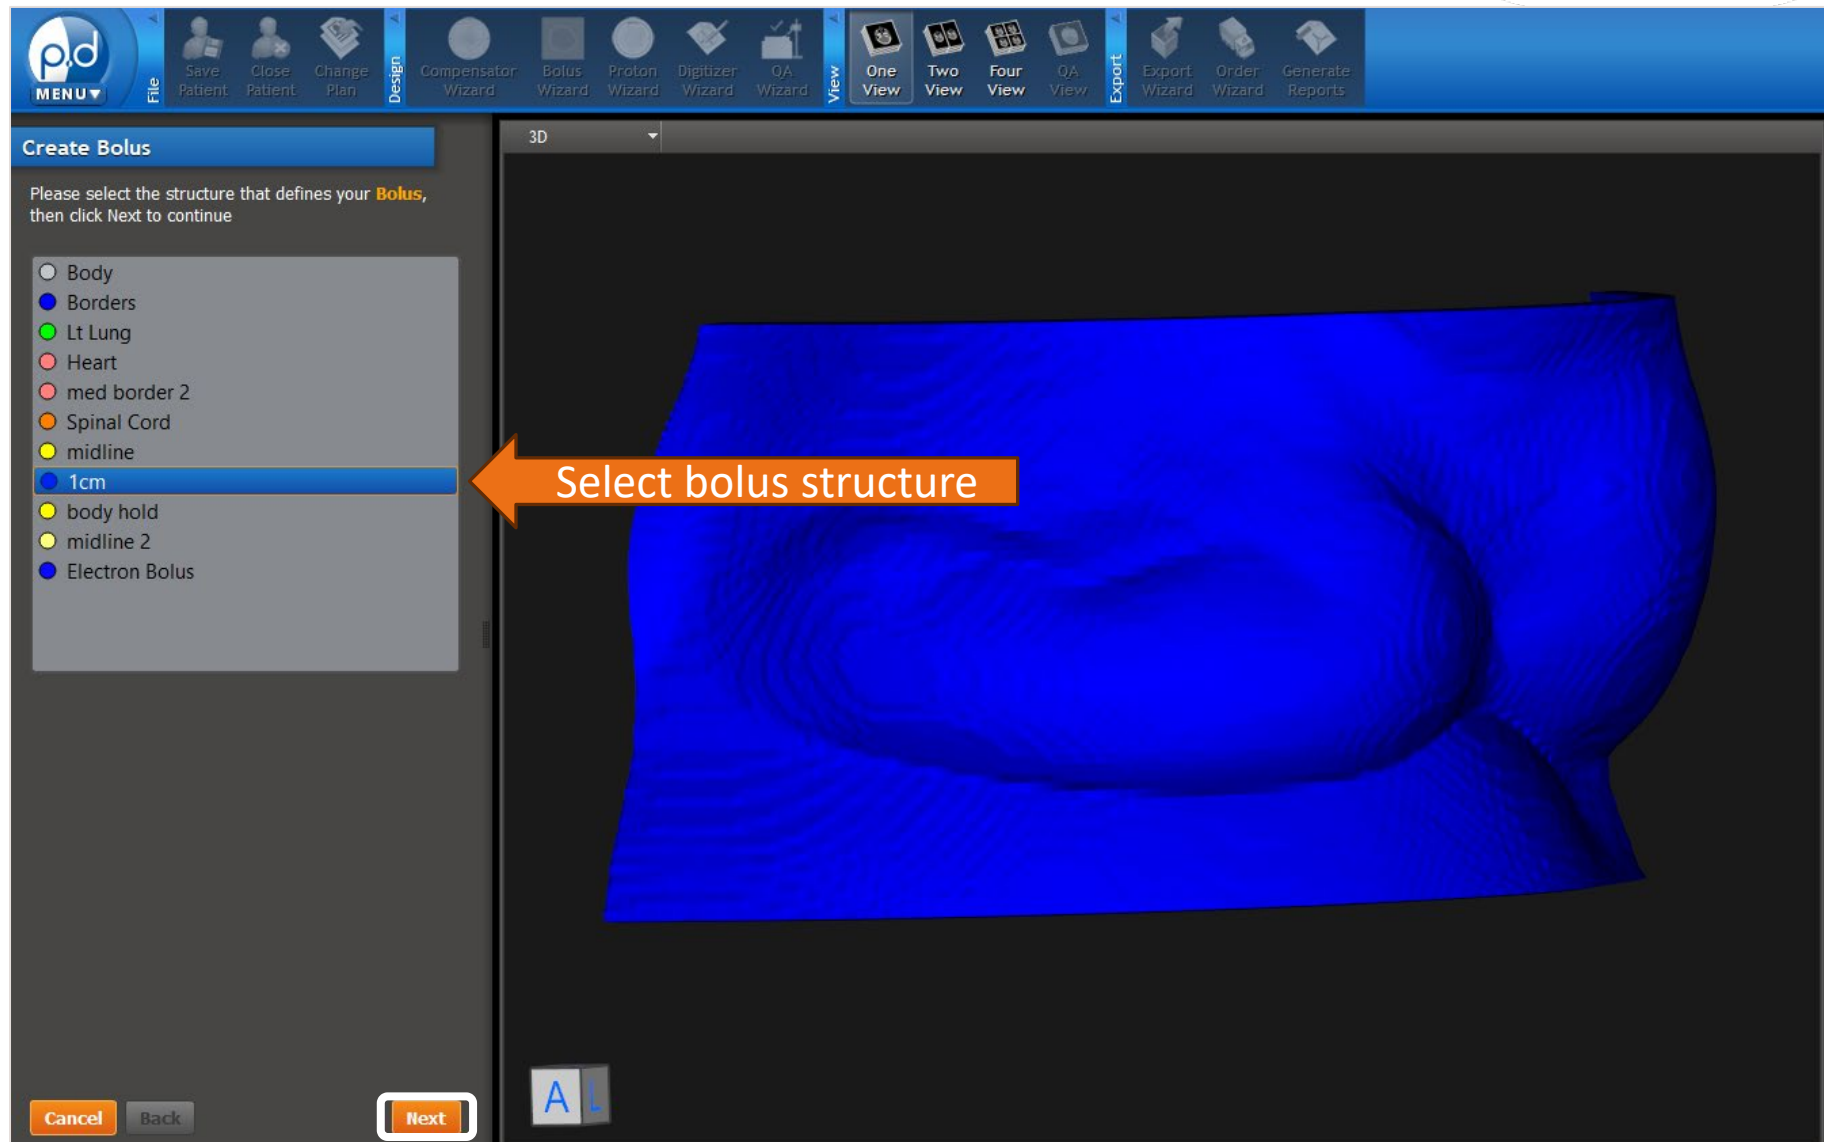 p.d
MENU
File
Save Patient
Close Patient
Change Plan
Design
Compensator Wizard
Bolus Wizard
Proton Wizard
Digitizer Wizard
QA Wizard
View
One View
Two View
Four View
QA View
Export
Export Wizard
Order Wizard
Generate Reports
Create Bolus
3D
Please select the structure that defines your Bolus,
then click Next to continue
Body
Borders
Lt Lung
Heart
med border 2
Spinal Cord
midline
1cm
Select bolus structure
body hold
midline 2
Electron Bolus
A L
Cancel
Back
Next